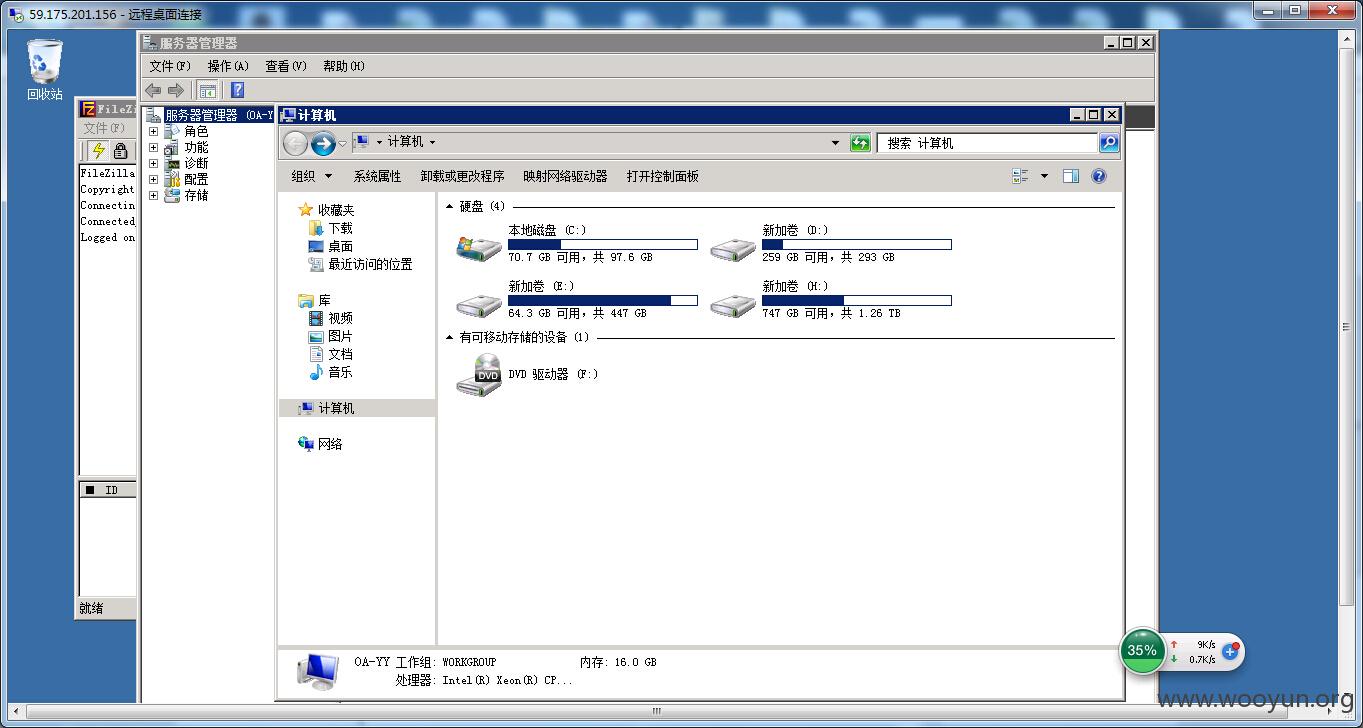 59.175.201.156 - 远程桌面连接
回收站
服务器管理器
文件(F) 操作(A) 查看(V) 帮助(H)
FileZi
文件(F)
FileZilla
Copyright
Connectin
Connected
Logged on
ID
就绪
服务器管理器 (OA-Y
角色
功能
诊断
配置
存储
计算机
计算机
搜索 计算机
组织 系统属性 卸载或更改程序 映射网络驱动器 打开控制面板
收藏夹
下载
桌面
最近访问的位置
库
视频
图片
文档
音乐
计算机
网络
硬盘 (4)
本地磁盘 (C:)
70.7 GB 可用，共 97.6 GB
新加卷 (D:)
259 GB 可用，共 293 GB
新加卷 (E:)
64.3 GB 可用，共 447 GB
新加卷 (H:)
747 GB 可用，共 1.26 TB
有可移动存储的设备 (1)
DVD
DVD 驱动器 (F:)
OA-YY 工作组: WORKGROUP 内存: 16.0 GB
处理器: Intel(R) Xeon(R) CP...
35%
9K/s
0.7K/s
www.wooyun.org